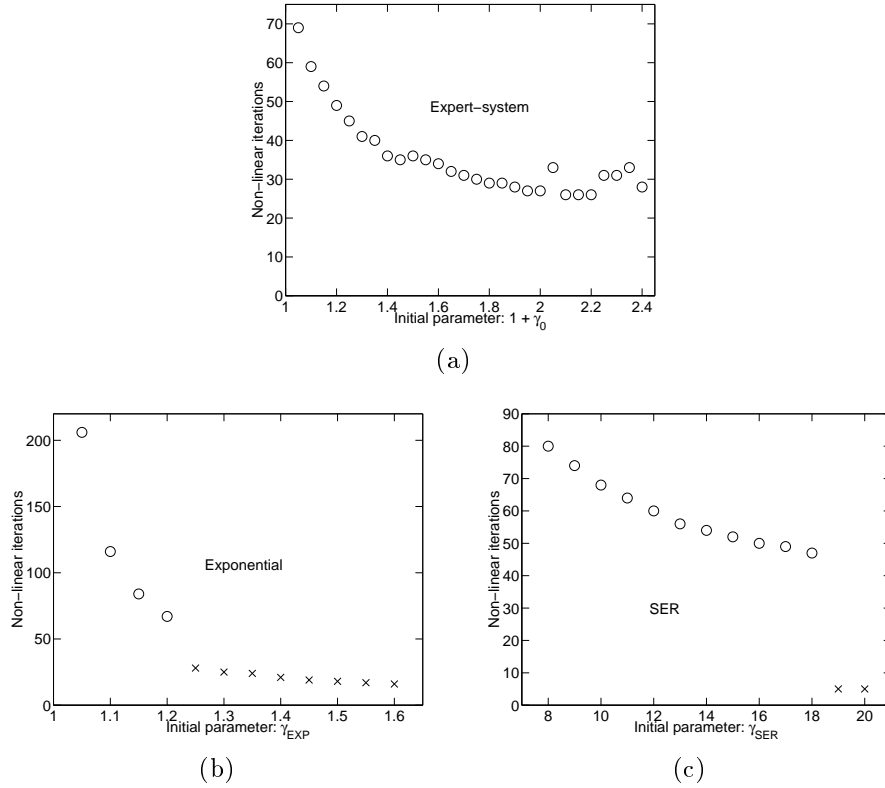 70
60
50
40
30
20
10
0
Non-linear iterations
Expert-system
1 1.2 1.4 1.6 1.8 2 2.2 2.4
Initial parameter: 1 + γ0
(a)
200
150
100
50
0
Non-linear iterations
Exponential
1 1.1 1.2 1.3 1.4 1.5 1.6
Initial parameter: γEXP
(b)
90
80
70
60
50
40
30
20
10
0
Non-linear iterations
SER
8 10 12 14 16 18 20
Initial parameter: γSER
(c)